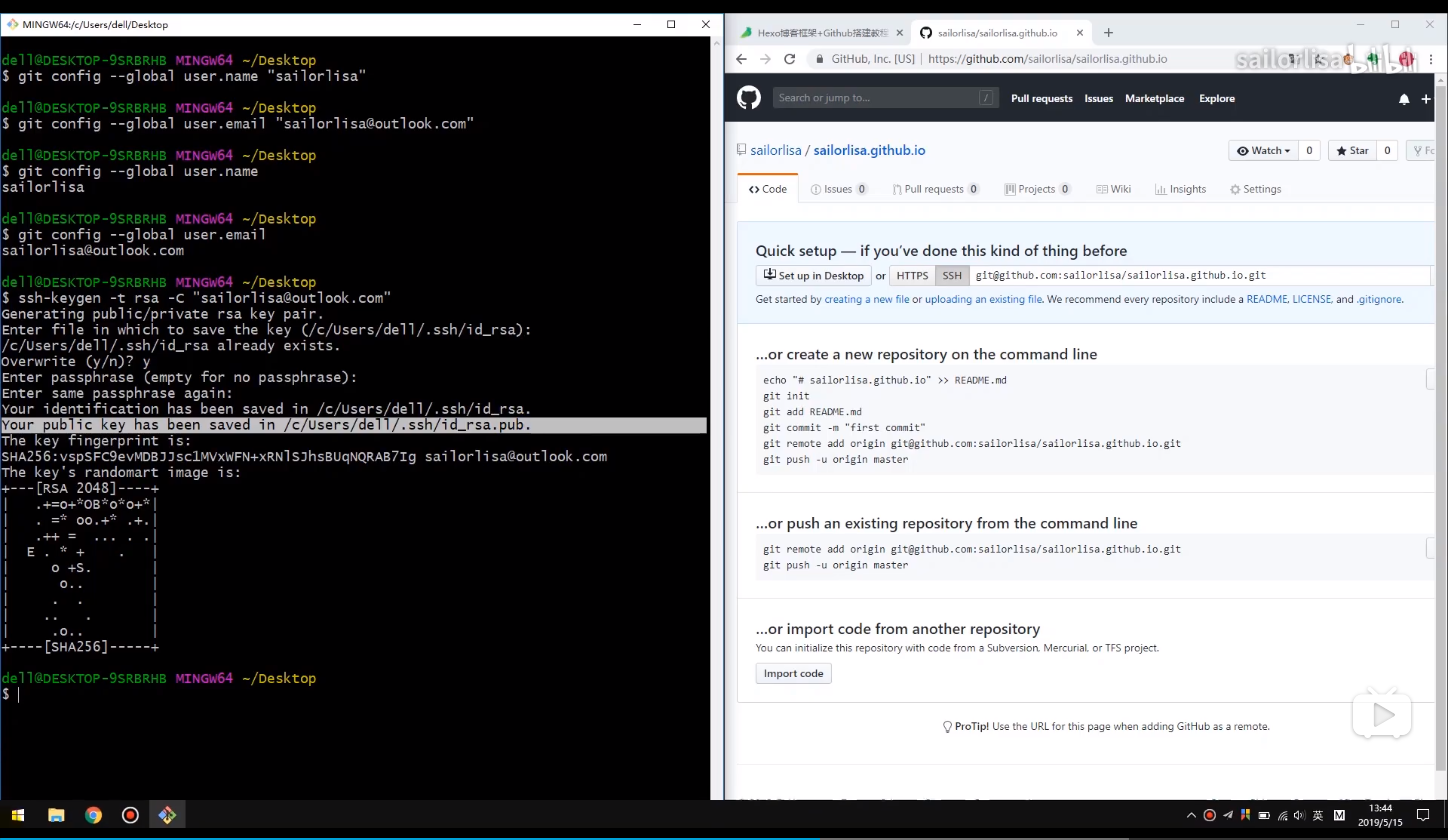 MINGW64:/c/Users/dell/Desktop
dell@DESKTOP-9SRBRHB MINGW64 ~/Desktop
$ git config --global user.name "sailorlisa"
dell@DESKTOP-9SRBRHB MINGW64 ~/Desktop
$ git config --global user.email "sailorlisa@outlook.com"
dell@DESKTOP-9SRBRHB MINGW64 ~/Desktop
$ git config --global user.name
sailorlisa
dell@DESKTOP-9SRBRHB MINGW64 ~/Desktop
$ git config --global user.email
sailorlisa@outlook.com
dell@DESKTOP-9SRBRHB MINGW64 ~/Desktop
$ ssh-keygen -t rsa -C "sailorlisa@outlook.com"
Generating public/private rsa key pair.
Enter file in which to save the key (/c/Users/dell/.ssh/id_rsa):
/c/Users/dell/.ssh/id_rsa already exists.
Overwrite (y/n)? y
Enter passphrase (empty for no passphrase):
Enter same passphrase again:
Your identification has been saved in /c/Users/dell/.ssh/id_rsa.
Your public key has been saved in /c/Users/dell/.ssh/id_rsa.pub.
The key fingerprint is:
SHA256:vspSFC9evMDBJJsclMVxWFN+xRNlSJhsBUqNQRAB7Ig sailorlisa@outlook.com
The key's randomart image is:
+---[RSA 2048]----+
|   .+=o+*OB*o*o+*|
|   . =* oo.+* .+.|
|   .++ =  ... . .|
|  E . * +    .   |
|     o +S.       |
|      o..        |
|     .  .        |
|    ..   .       |
|     .o..        |
+----[SHA256]-----+
dell@DESKTOP-9SRBRHB MINGW64 ~/Desktop
$
Hexo博客框架+Github搭建教程
sailorlisa/sailorlisa.github.io
GitHub, Inc. [US] | https://github.com/sailorlisa/sailorlisa.github.io
sailorlisa bilibili
Search or jump to... / Pull requests Issues Marketplace Explore
sailorlisa / sailorlisa.github.io
Watch 0 Star 0 Fo
Code Issues 0 Pull requests 0 Projects 0 Wiki Insights Settings
Quick setup — if you’ve done this kind of thing before
Set up in Desktop or HTTPS SSH git@github.com:sailorlisa/sailorlisa.github.io.git
Get started by creating a new file or uploading an existing file. We recommend every repository include a README, LICENSE, and .gitignore.
…or create a new repository on the command line
echo "# sailorlisa.github.io" >> README.md
git init
git add README.md
git commit -m "first commit"
git remote add origin git@github.com:sailorlisa/sailorlisa.github.io.git
git push -u origin master
…or push an existing repository from the command line
git remote add origin git@github.com:sailorlisa/sailorlisa.github.io.git
git push -u origin master
…or import code from another repository
You can initialize this repository with code from a Subversion, Mercurial, or TFS project.
Import code
ProTip! Use the URL for this page when adding GitHub as a remote.
英 M
13:44
2019/5/15